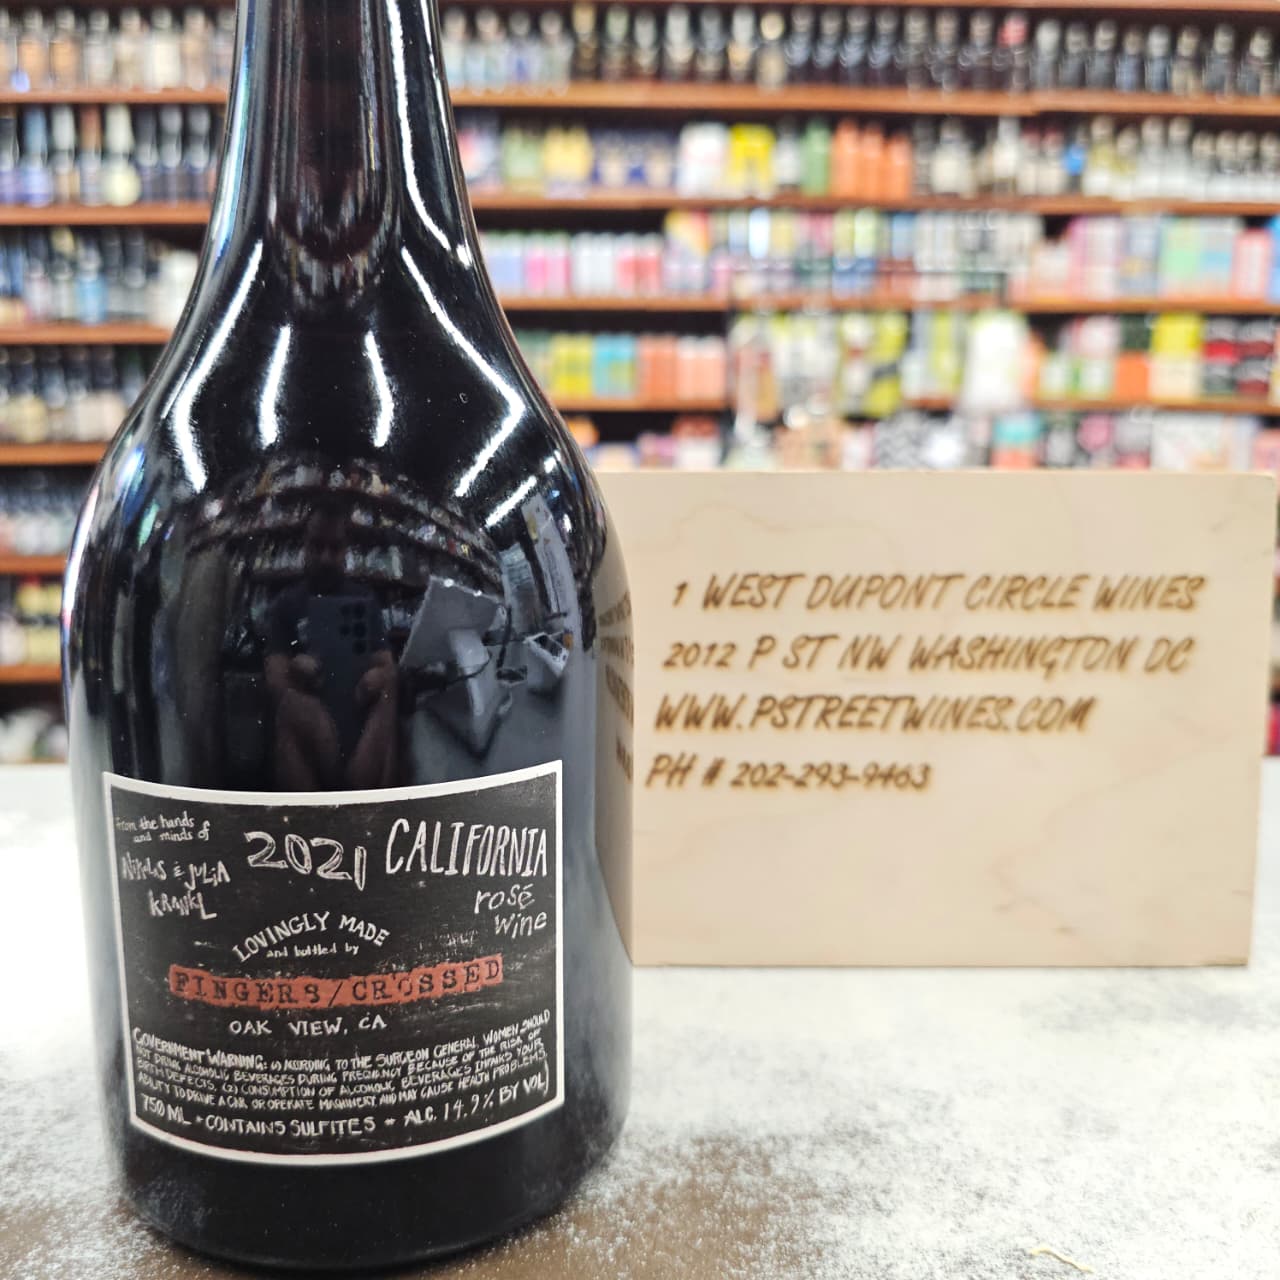 From the hands
and minds of
Nikolas & Julia
Krankl
2021
CALIFORNIA
rosé
wine
LOVINGLY MADE
and bottled by
FINGERS/CROSSED
OAK VIEW, CA
GOVERNMENT WARNING: (1) ACCORDING TO THE SURGEON GENERAL, WOMEN SHOULD
NOT DRINK ALCOHOLIC BEVERAGES DURING PREGNANCY BECAUSE OF THE RISK OF
BIRTH DEFECTS. (2) CONSUMPTION OF ALCOHOLIC BEVERAGES IMPAIRS YOUR
ABILITY TO DRIVE A CAR OR OPERATE MACHINERY, AND MAY CAUSE HEALTH PROBLEMS.
750 ML * CONTAINS SULFITES * ALC. 14.9% BY VOL
1 WEST DUPONT CIRCLE WINES
2012 P ST NW WASHINGTON DC
WWW.PSTREETWINES.COM
PH # 202-293-9463